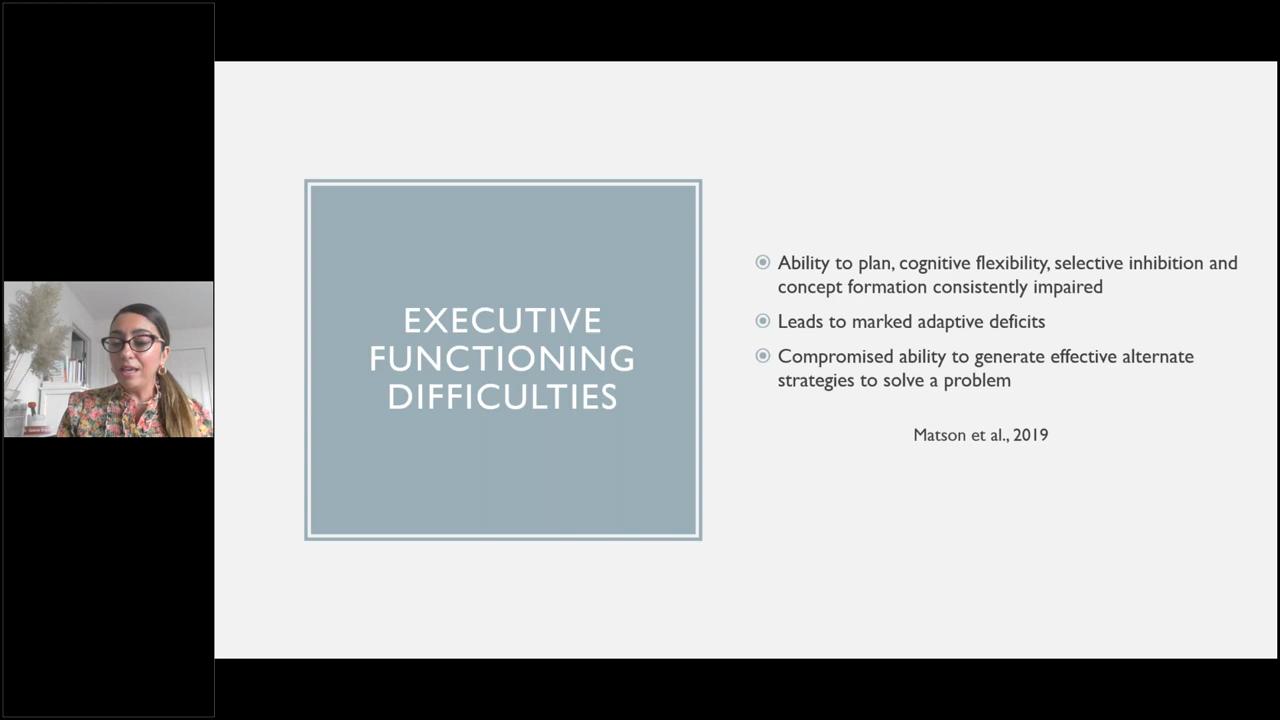 EXECUTIVE
FUNCTIONING
DIFFICULTIES
Ability to plan, cognitive flexibility, selective inhibition and
concept formation consistently impaired
Leads to marked adaptive deficits
Compromised ability to generate effective alternate
strategies to solve a problem
Matson et al., 2019